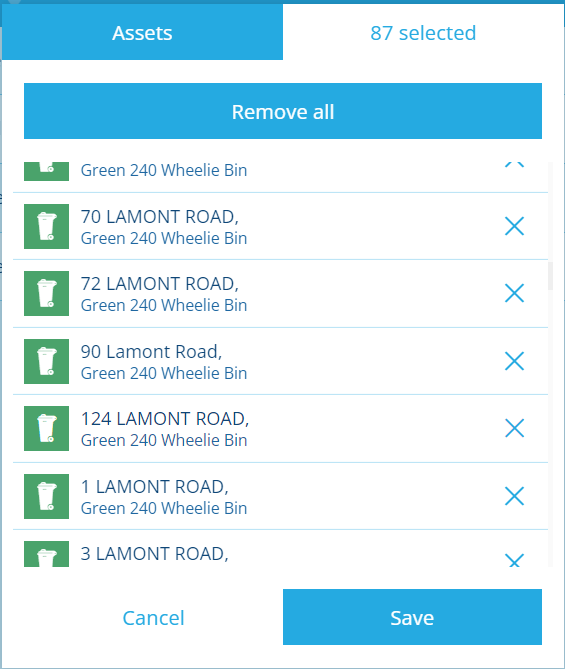 Assets
87 selected
Remove all
Green 240 Wheelie Bin
70 LAMONT ROAD,
Green 240 Wheelie Bin
72 LAMONT ROAD,
Green 240 Wheelie Bin
90 Lamont Road,
Green 240 Wheelie Bin
124 LAMONT ROAD,
Green 240 Wheelie Bin
1 LAMONT ROAD,
Green 240 Wheelie Bin
3 LAMONT ROAD,
Cancel
Save